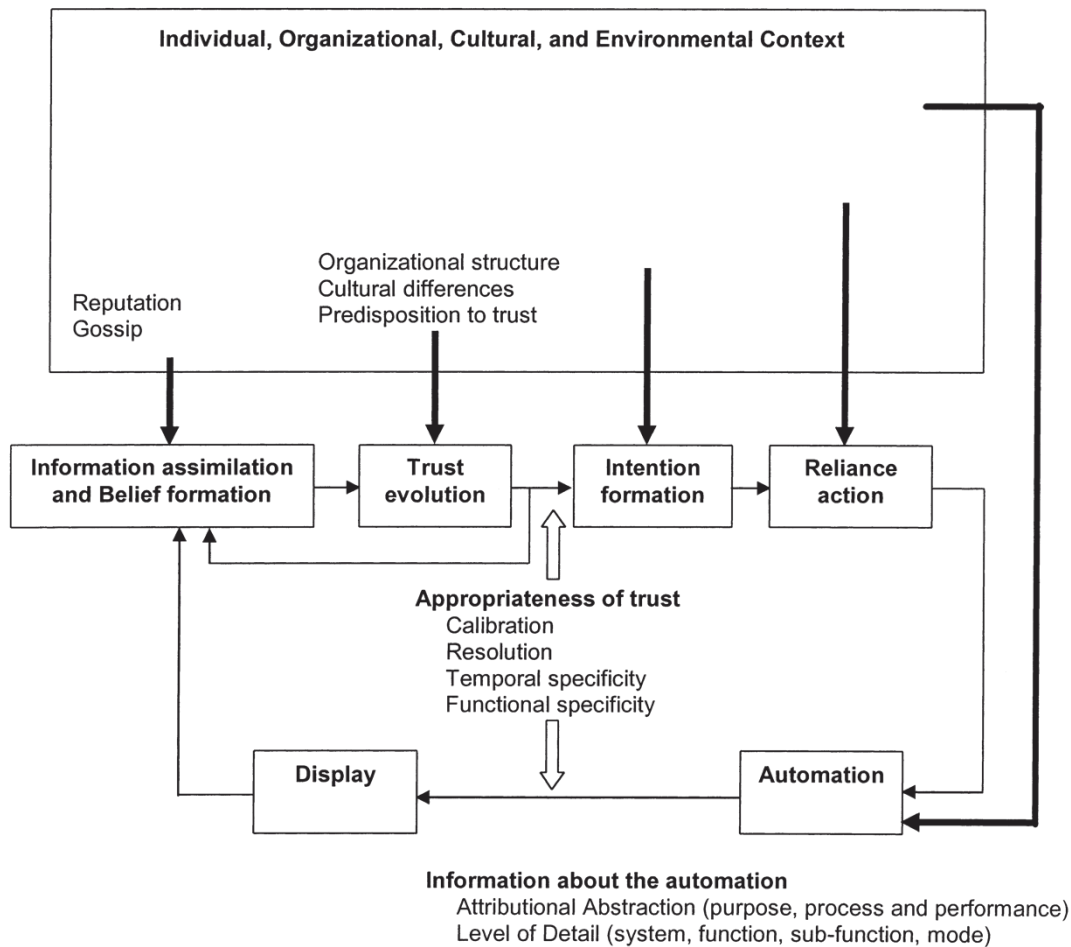 Individual, Organizational, Cultural, and Environmental Context
Organizational structure
Cultural differences
Predisposition to trust
Reputation
Gossip
Information assimilation
and Belief formation
Trust
evolution
Intention
formation
Reliance
action
Appropriateness of trust
Calibration
Resolution
Temporal specificity
Functional specificity
Display
Automation
Information about the automation
Attributional Abstraction (purpose, process and performance)
Level of Detail (system, function, sub-function, mode)